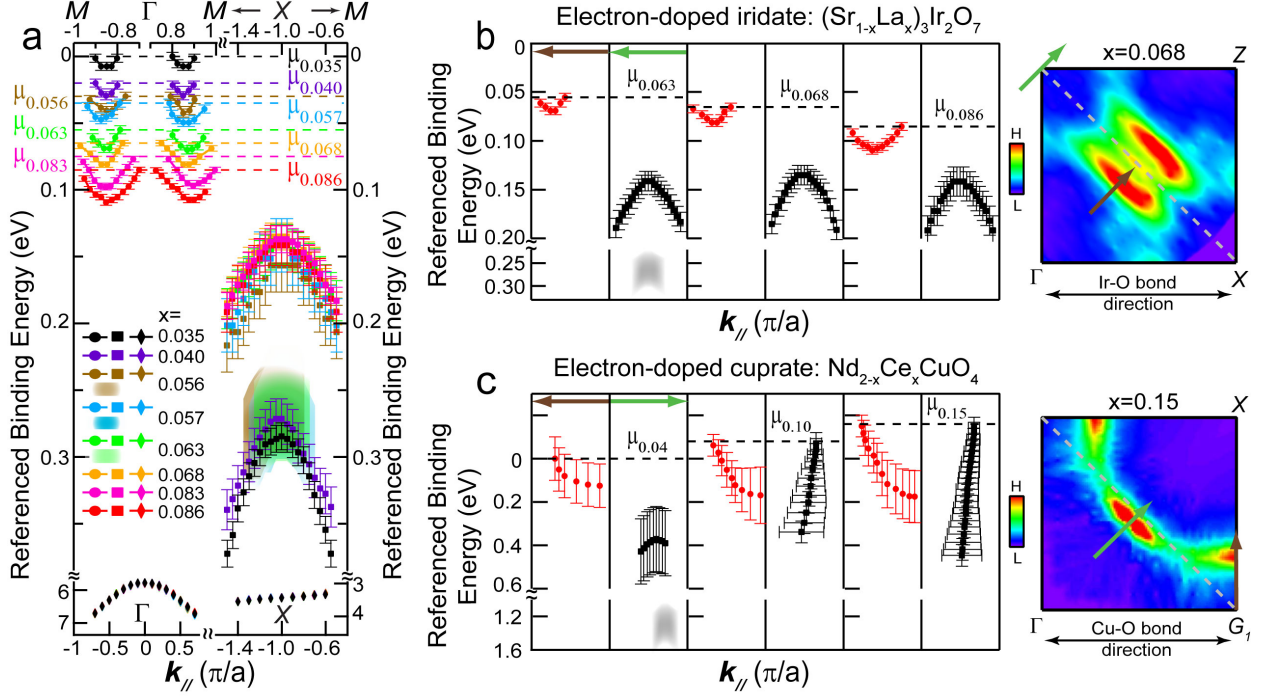 a
M Γ M ← X → M
-1 -0.8 0.8 1 -1.4 -1.0 -0.6
0
μ0.035
μ0.040
μ0.056
μ0.057
μ0.063
μ0.068
μ0.083
μ0.086
0.1
0.1
0.2
0.2
0.3
0.3
Referenced Binding Energy (eV)
Referenced Binding Energy (eV)
x=
0.035
0.040
0.056
0.057
0.063
0.068
0.083
0.086
6
7
3
4
Γ
X
-1 -0.5 0 0.5 -1.4 -1.0 -0.6
k// (π/a)
b
Electron-doped iridate: (Sr1-xLax)3Ir2O7
0
0.05
0.10
0.15
0.20
0.25
0.30
Referenced Binding
Energy (eV)
μ0.063
μ0.068
μ0.086
k// (π/a)
x=0.068
Z
H
L
Γ
X
Ir-O bond
direction
c
Electron-doped cuprate: Nd2-xCexCuO4
0
0.2
0.4
0.6
1.2
1.6
Referenced Binding
Energy (eV)
μ0.04
μ0.10
μ0.15
k// (π/a)
x=0.15
X
H
L
Γ
G1
Cu-O bond
direction